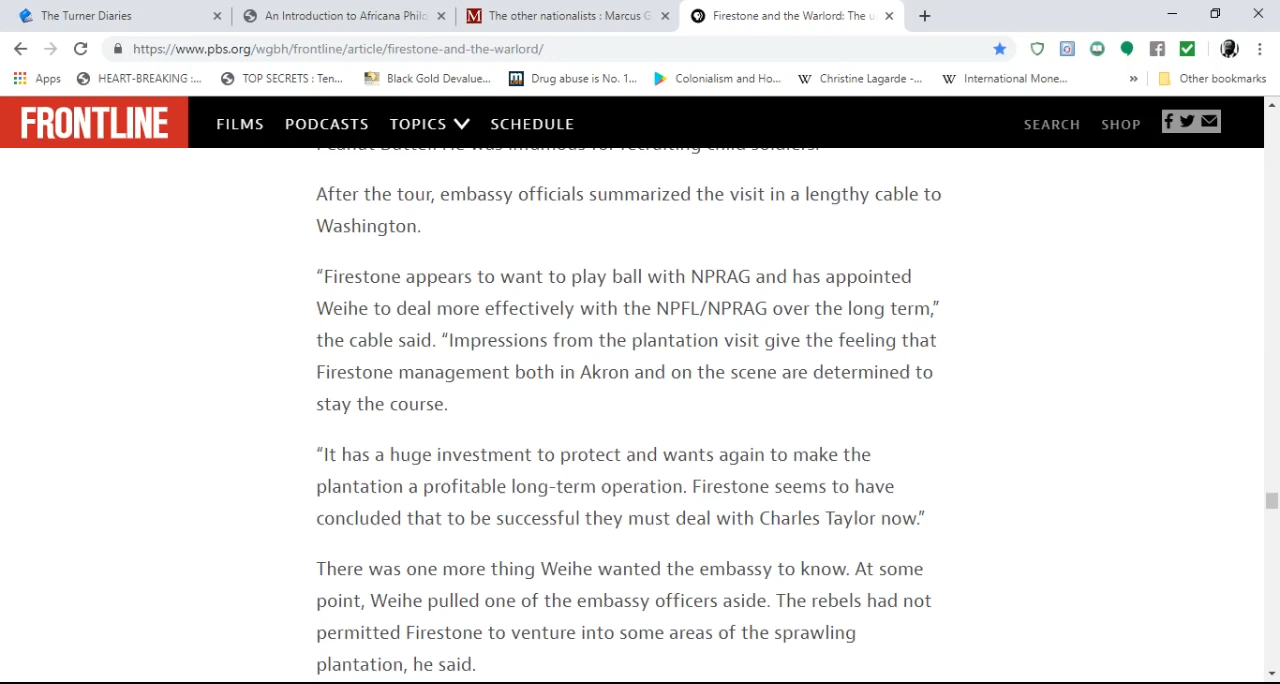 The Turner Diaries
An Introduction to Africana Philo
The other nationalists : Marcus G
Firestone and the Warlord: The u
https://www.pbs.org/wgbh/frontline/article/firestone-and-the-warlord/
Apps
HEART-BREAKING :...
TOP SECRETS : Ten...
Black Gold Devalue...
Drug abuse is No. 1...
Colonialism and Ho...
Christine Lagarde -...
International Mone...
Other bookmarks
FRONTLINE
FILMS
PODCASTS
TOPICS
SCHEDULE
SEARCH
SHOP
Peanut Butter. He was infamous for recruiting child soldiers.
After the tour, embassy officials summarized the visit in a lengthy cable to
Washington.
“Firestone appears to want to play ball with NPRAG and has appointed
Weihe to deal more effectively with the NPFL/NPRAG over the long term,”
the cable said. “Impressions from the plantation visit give the feeling that
Firestone management both in Akron and on the scene are determined to
stay the course.
“It has a huge investment to protect and wants again to make the
plantation a profitable long-term operation. Firestone seems to have
concluded that to be successful they must deal with Charles Taylor now.”
There was one more thing Weihe wanted the embassy to know. At some
point, Weihe pulled one of the embassy officers aside. The rebels had not
permitted Firestone to venture into some areas of the sprawling
plantation, he said.